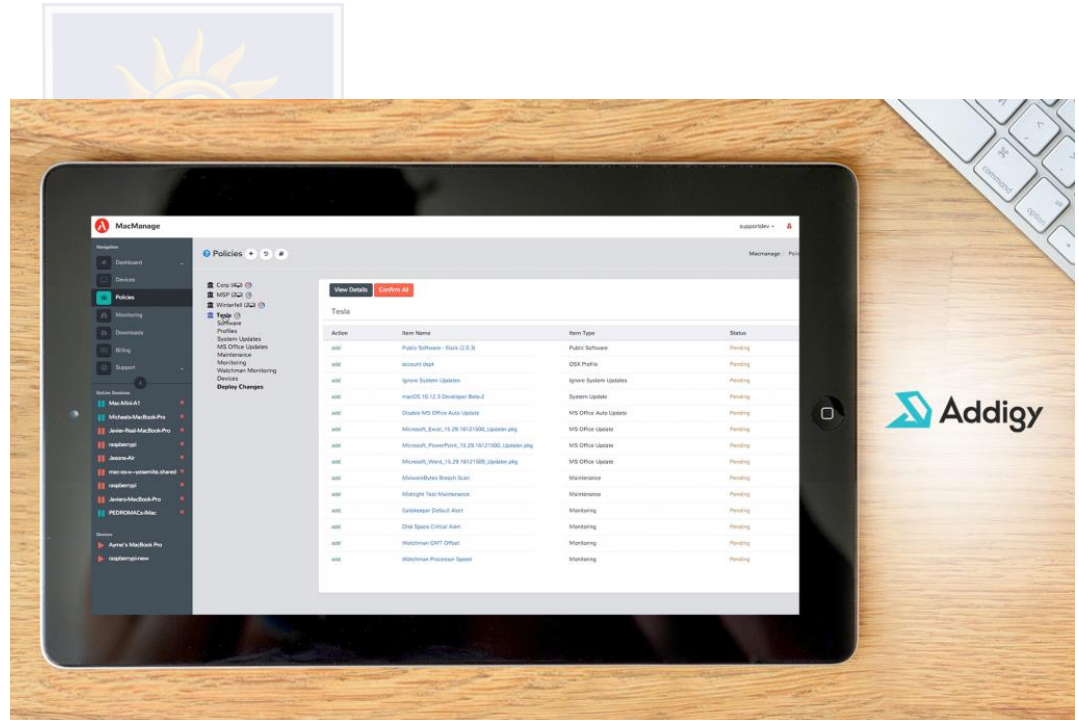 MacManage
supportdev
Navigation
Dashboard
Devices
Policies
Monitoring
Downloads
Billing
Support
Mac-Mini-A1
Michaels-MacBook-Pro
Javier-Real-MacBook-Pro
raspberrypi
Jasons-Air
mac-os-x--yosemite.shared
raspberrypi
Javiers-MacBook-Pro
PEDROMACs-iMac
Devices
Ayme's MacBook Pro
raspberrypi-new
Policies
Macmanage
Corp
MSP
Winterfell
Tesla
Software
Profiles
System Updates
MS Office Updates
Maintenance
Monitoring
Watchman Monitoring
Devices
Deploy Changes
View Details Confirm All
Tesla
Action Item Name Item Type Status
add Public Software - Slack (2.5.3) Public Software Pending
add account dept OSX Profile Pending
add Ignore System Updates Ignore System Updates Pending
add macOS 10.12.3 Developer Beta-2 System Update Pending
add Disable MS Office Auto Update MS Office Auto Update Pending
add Microsoft_Excel_15.29.16121500_Updater.pkg MS Office Update Pending
add Microsoft_PowerPoint_15.29.16121500_Updater.pkg MS Office Update Pending
add Microsoft_Word_15.29.16121500_Updater.pkg MS Office Update Pending
add MalwareBytes Breach Scan Maintenance Pending
add Midnight Test Maintenance Maintenance Pending
add Gatekeeper Default Alert Monitoring Pending
add Disk Space Critical Alert Monitoring Pending
add Watchman GMT Offset Monitoring Pending
add Watchman Processor Speed Monitoring Pending
command
option
Addigy